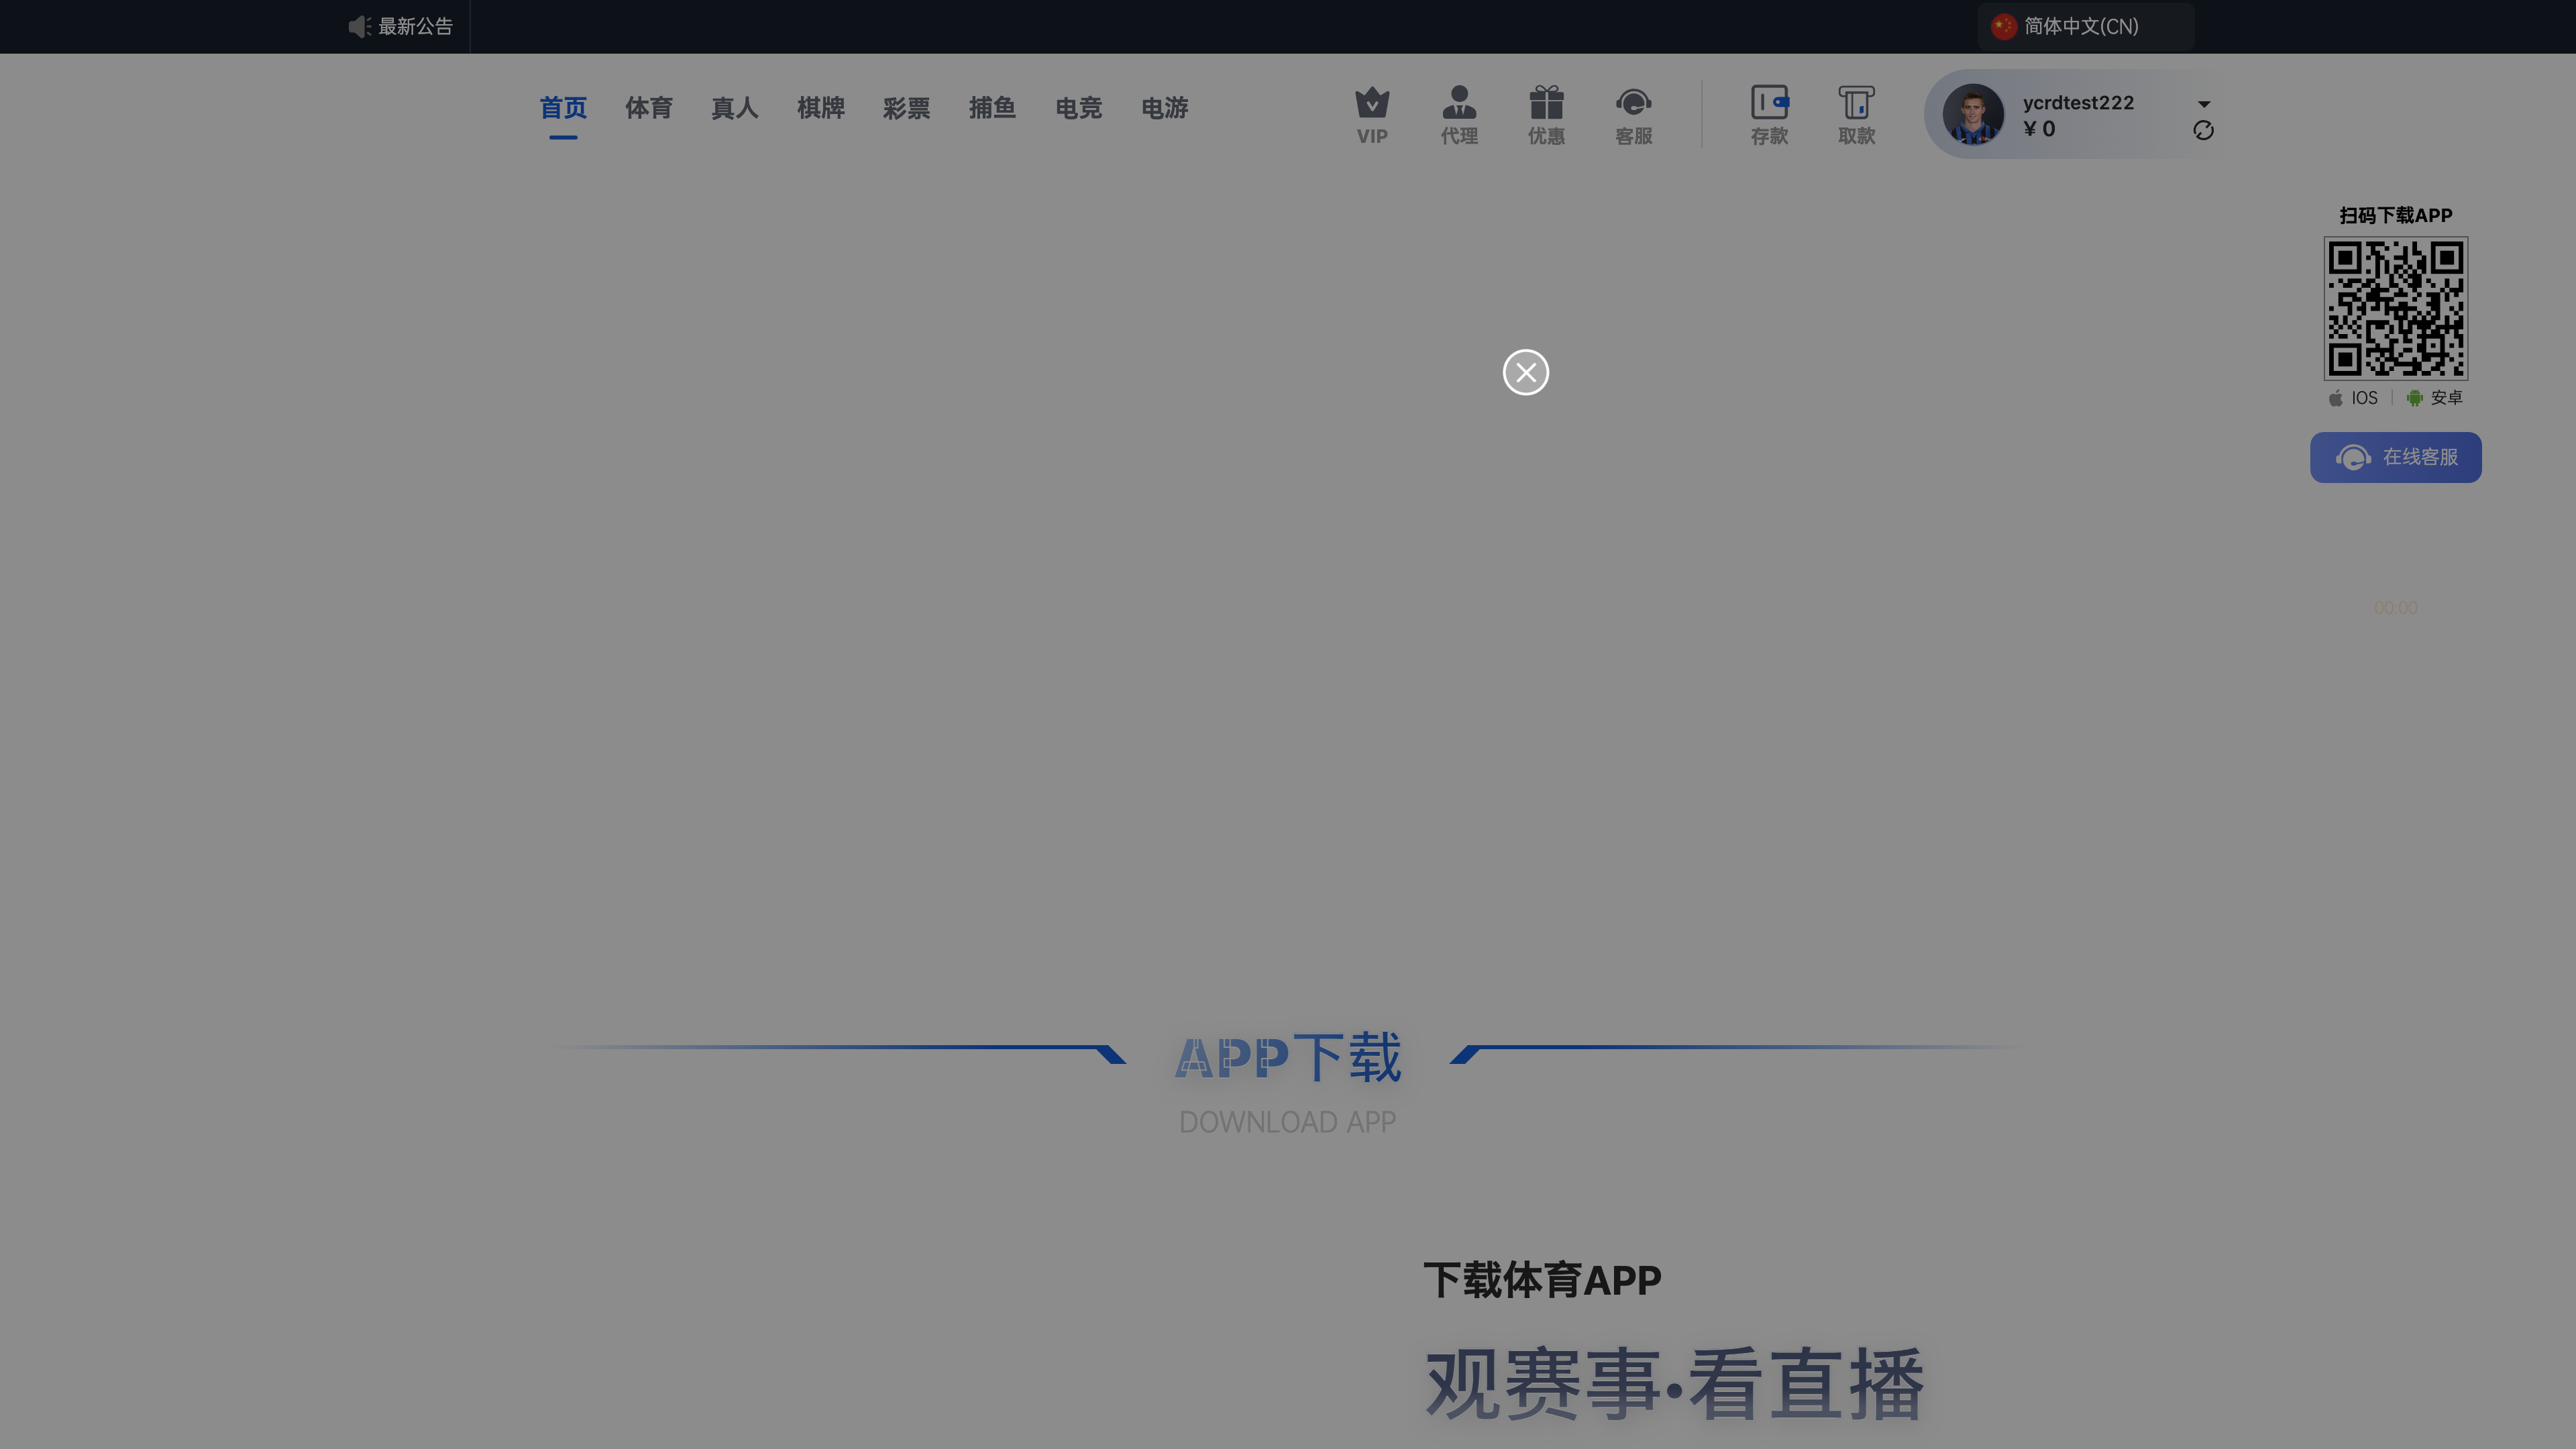 最新公告
简体中文(CN)
首页 体育 真人 棋牌 彩票 捕鱼 电竞 电游
VIP 代理 优惠 客服 存款 取款
ycrdtest222
¥ 0
扫码下载APP
IOS 安卓
在线客服
00:00
APP下载
DOWNLOAD APP
下载体育APP
观赛事·看直播